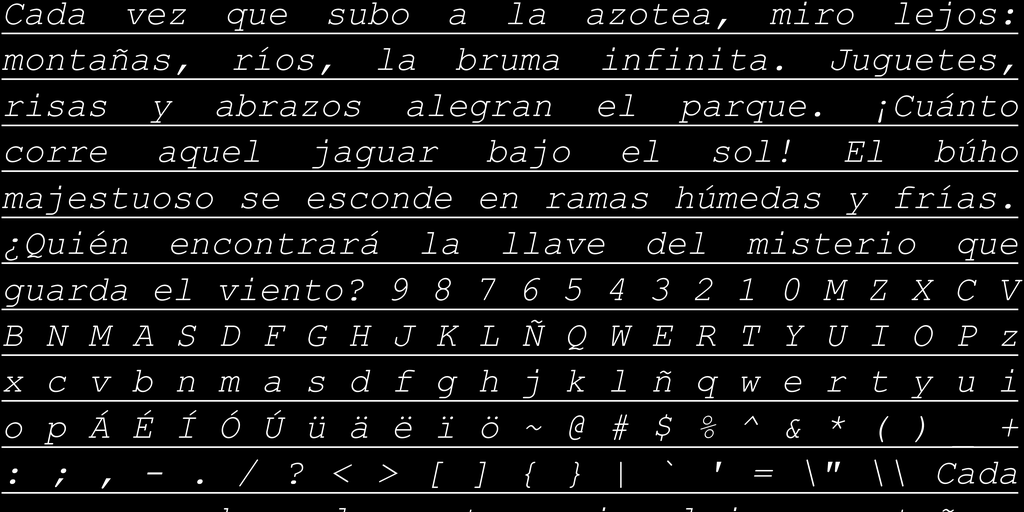 Cada vez que subo a la azotea, miro lejos:
montañas, ríos, la bruma infinita. Juguetes,
risas y abrazos alegran el parque. ¡Cuánto
corre aquel jaguar bajo el sol! El búho
majestuoso se esconde en ramas húmedas y frías.
¿Quién encontrará la llave del misterio que
guarda el viento? 9 8 7 6 5 4 3 2 1 0 M Z X C V
B N M A S D F G H J K L Ñ Q W E R T Y U I O P z
x c v b n m a s d f g h j k l ñ q w e r t y u i
o p Á É Í Ó Ú ü ä ë ï ö ~ @ # $ % ^ & * ( ) _ +
: ; , - . / ? < > [ ] { } | ` ' = \" \\ Cada